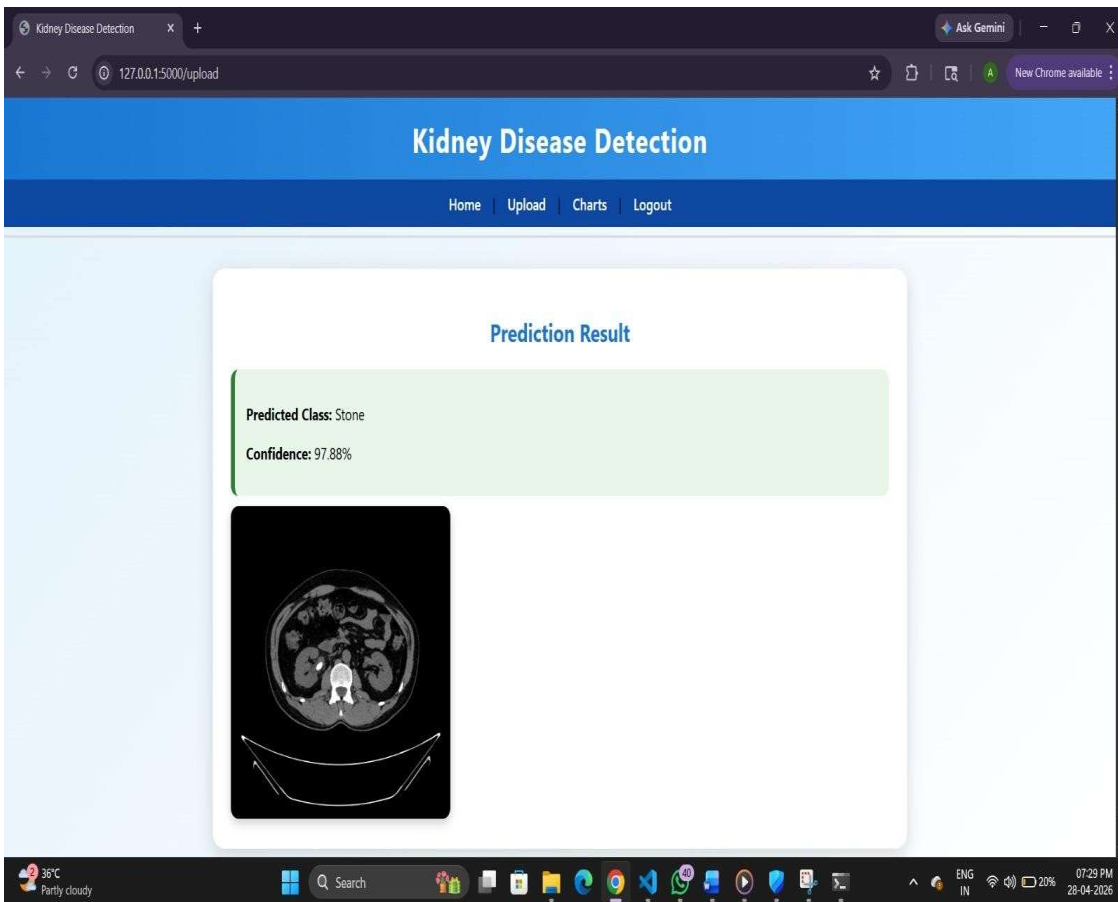 Kidney Disease Detection
Ask Gemini
127.0.0.1:5000/upload
A
New Chrome available
Kidney Disease Detection
Home | Upload | Charts | Logout
Prediction Result
Predicted Class: Stone
Confidence: 97.88%
2
36°C
Partly cloudy
Search
40
ENG
IN
20%
07:29 PM
28-04-2026